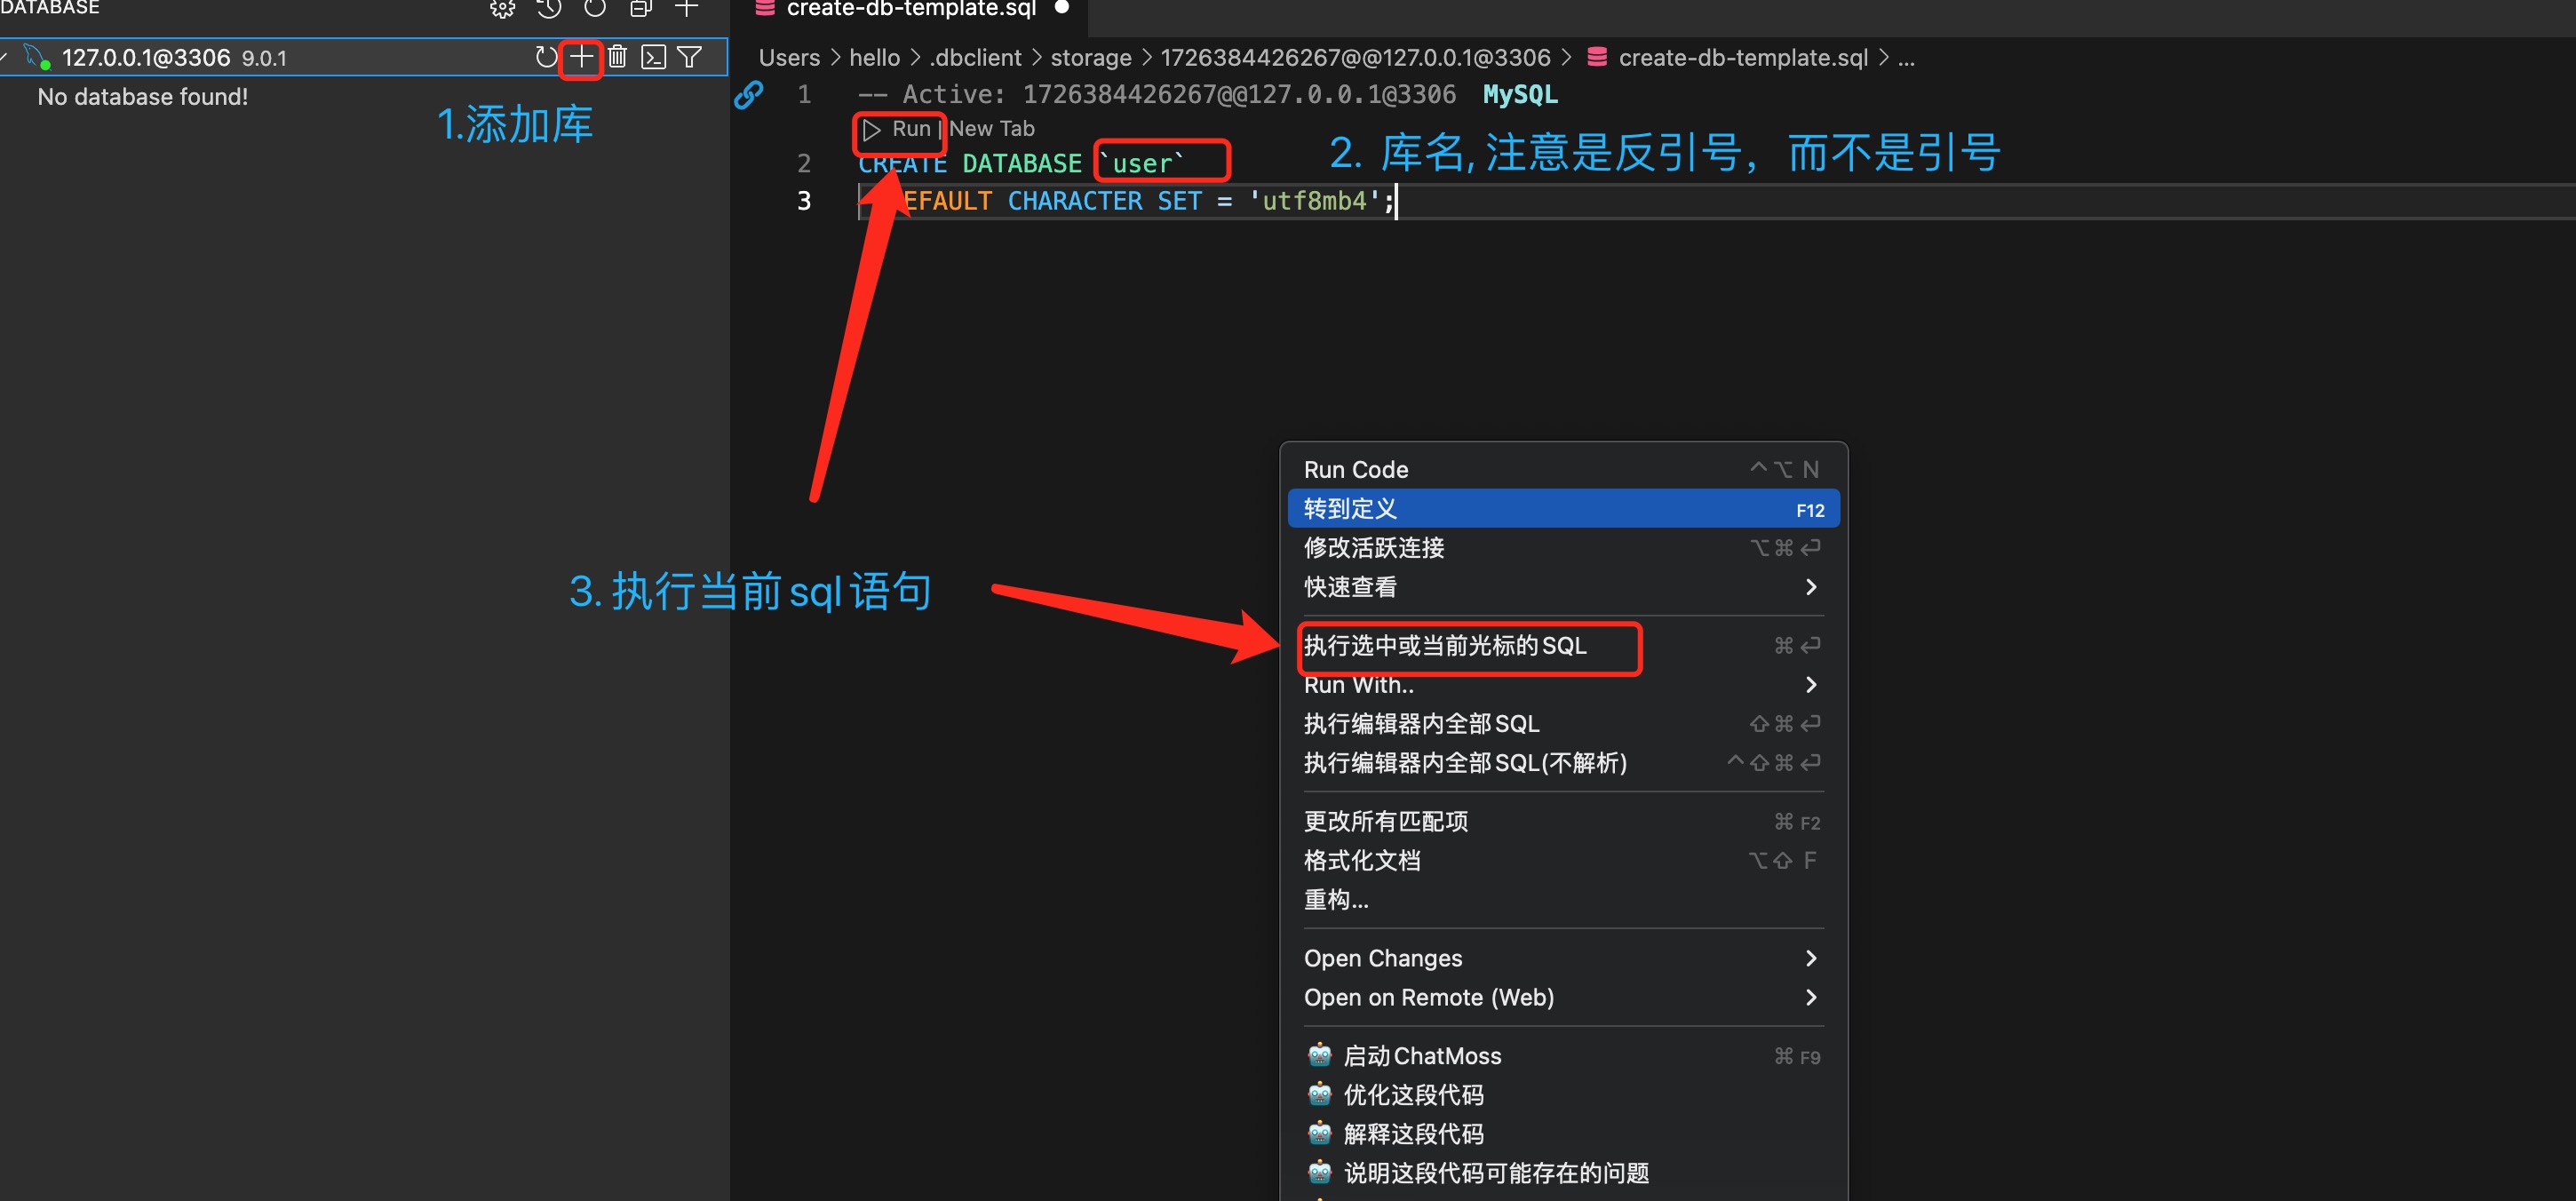 DATABASE
127.0.0.1@3306 9.0.1
No database found!
1.添加库
create-db-template.sql
Users > hello > .dbclient > storage > 1726384426267@@127.0.0.1@3306 > create-db-template.sql > ...
1 -- Active: 1726384426267@@127.0.0.1@3306 MySQL
Run | New Tab
2 CREATE DATABASE `user`
2. 库名, 注意是反引号，而不是引号
3 EFAULT CHARACTER SET = 'utf8mb4';
3. 执行当前sql语句
Run Code ^⌥ N
转到定义 F12
修改活跃连接 ⌥⌘⏎
快速查看 >
执行选中或当前光标的SQL ⌘⏎
Run With.. >
执行编辑器内全部SQL ⇧⌘⏎
执行编辑器内全部SQL(不解析) ^⇧⌘⏎
更改所有匹配项 ⌘ F2
格式化文档 ⌥⇧ F
重构...
Open Changes >
Open on Remote (Web) >
启动ChatMoss ⌘ F9
优化这段代码
解释这段代码
说明这段代码可能存在的问题